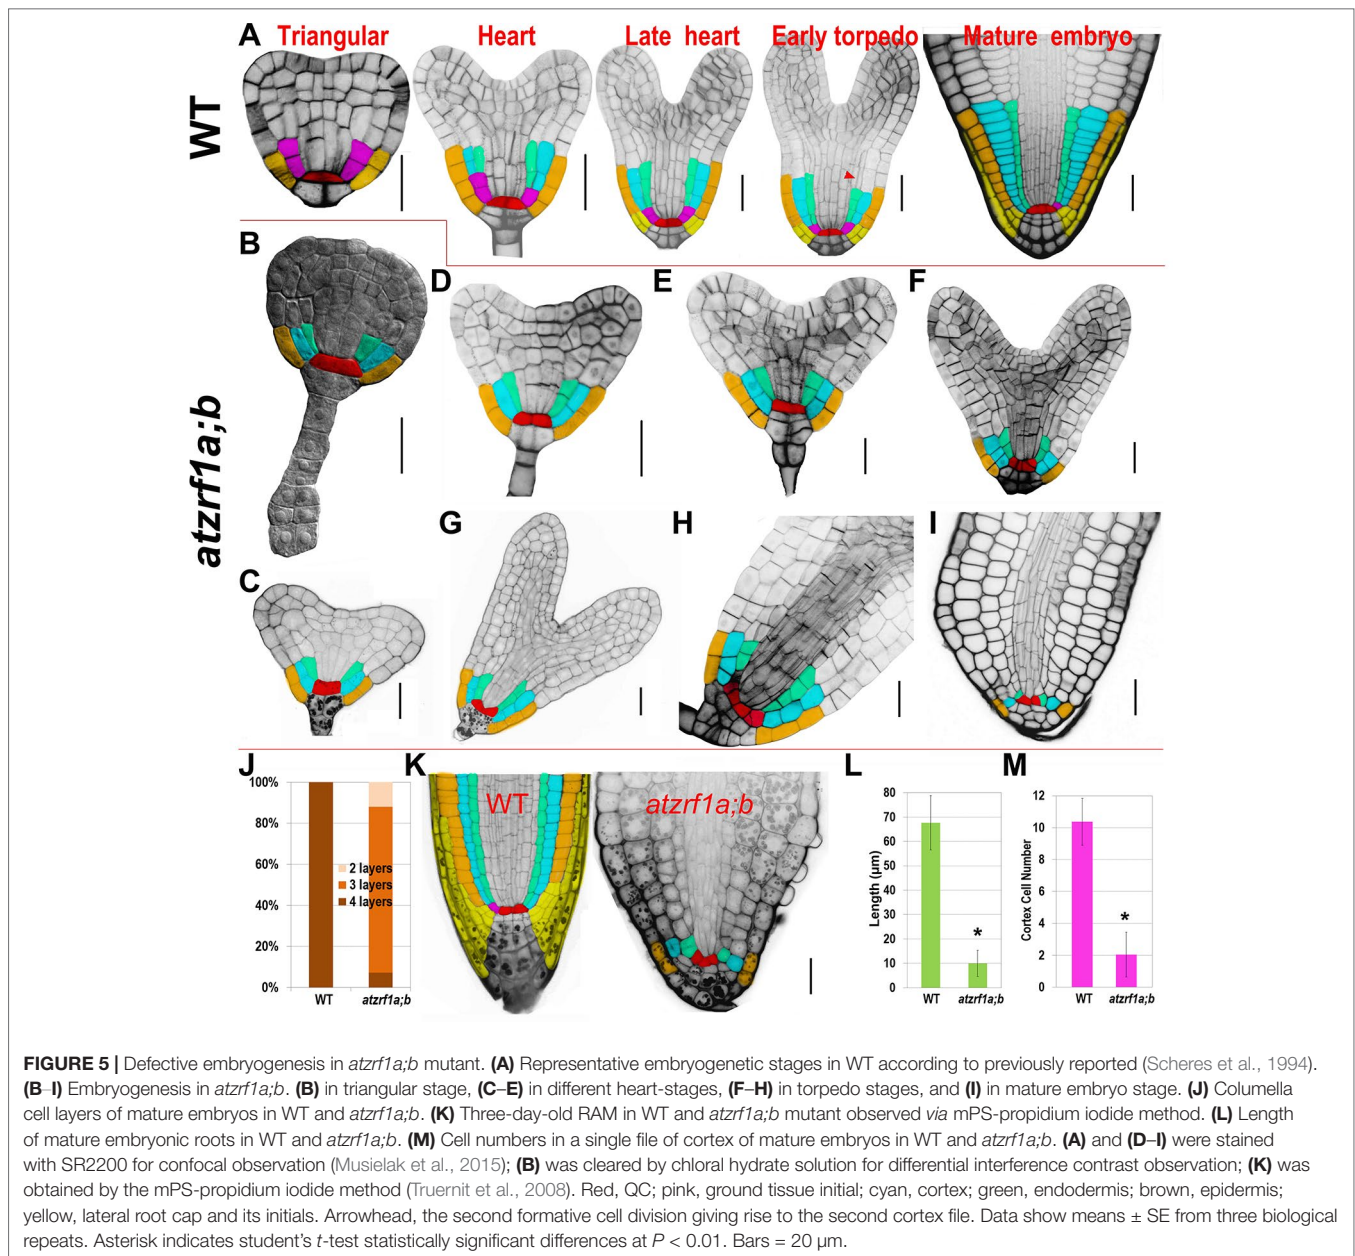 A Triangular Heart Late heart Early torpedo Mature embryo
WT
B
D E F
atzrf1a;b
G H I
C
J K L M
100%
80%
60%
40%
20%
0%
2 layers
3 layers
4 layers
WT atzrf1a;b
WT atzrf1a;b
Length (µm)
80
70
60
50
40
30
20
10
0
*
WT atzrf1a;b
Cortex Cell Number
12
10
8
6
4
2
0
*
WT atzrf1a;b
FIGURE 5 | Defective embryogenesis in atzrf1a;b mutant. (A) Representative embryogenetic stages in WT according to previously reported (Scheres et al., 1994).
(B–I) Embryogenesis in atzrf1a;b. (B) in triangular stage, (C–E) in different heart-stages, (F–H) in torpedo stages, and (I) in mature embryo stage. (J) Columella
cell layers of mature embryos in WT and atzrf1a;b. (K) Three-day-old RAM in WT and atzrf1a;b mutant observed via mPS-propidium iodide method. (L) Length
of mature embryonic roots in WT and atzrf1a;b. (M) Cell numbers in a single file of cortex of mature embryos in WT and atzrf1a;b. (A) and (D–I) were stained
with SR2200 for confocal observation (Musielak et al., 2015); (B) was cleared by chloral hydrate solution for differential interference contrast observation; (K) was
obtained by the mPS-propidium iodide method (Truernit et al., 2008). Red, QC; pink, ground tissue initial; cyan, cortex; green, endodermis; brown, epidermis;
yellow, lateral root cap and its initials. Arrowhead, the second formative cell division giving rise to the second cortex file. Data show means ± SE from three biological
repeats. Asterisk indicates student's t-test statistically significant differences at P < 0.01. Bars = 20 µm.